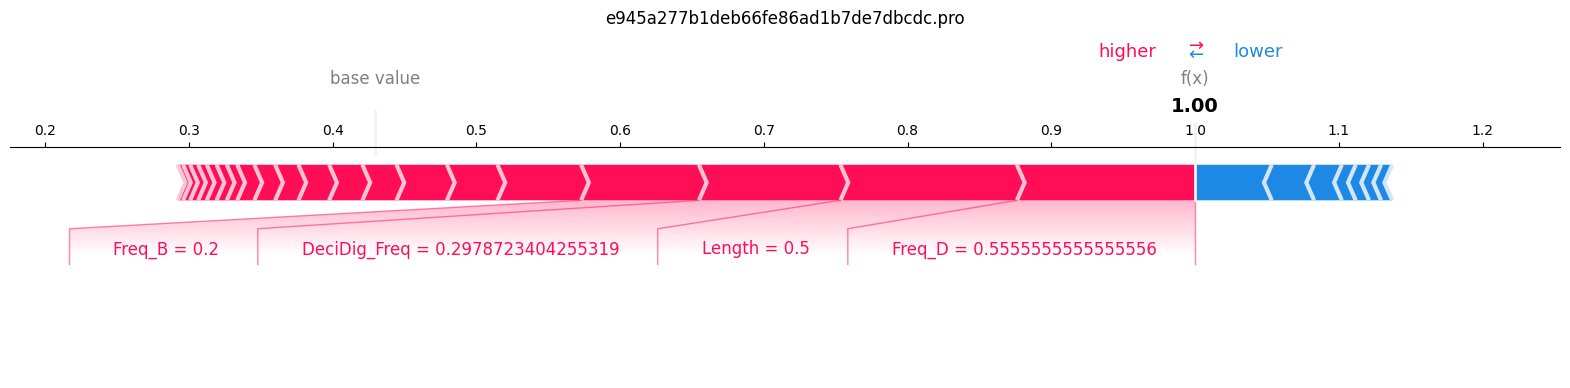 e945a277b1deb66fe86ad1b7de7dbcdc.pro
higher → ← lower
base value f(x)
1.00
0.2 0.3 0.4 0.5 0.6 0.7 0.8 0.9 1.0 1.1 1.2
Freq_B = 0.2 DeciDig_Freq = 0.2978723404255319 Length = 0.5 Freq_D = 0.5555555555555556